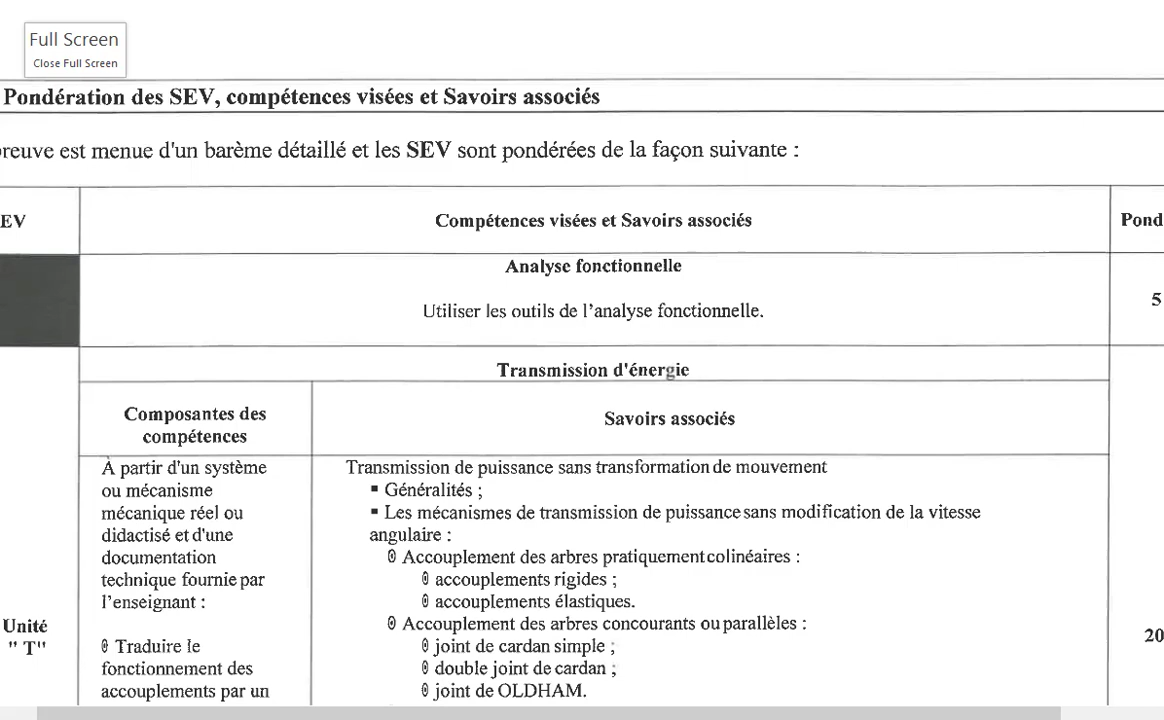 Full Screen
Close Full Screen
Pondération des SEV, compétences visées et Savoirs associés
reuve est menue d'un barème détaillé et les SEV sont pondérées de la façon suivante :
EV
Compétences visées et Savoirs associés
Pond
Analyse fonctionnelle
Utiliser les outils de l'analyse fonctionnelle.
5
Transmission d'énergie
Composantes des
compétences
Savoirs associés
À partir d'un système
ou mécanisme
mécanique réel ou
didactisé et d'une
documentation
technique fournie par
l'enseignant :
Traduire le
fonctionnement des
accouplements par un
Transmission de puissance sans transformation de mouvement
▪ Généralités ;
▪ Les mécanismes de transmission de puissance sans modification de la vitesse
angulaire :
Accouplement des arbres pratiquement colinéaires :
accouplements rigides ;
accouplements élastiques.
Accouplement des arbres concourants ou parallèles :
joint de cardan simple ;
double joint de cardan ;
joint de OLDHAM.
Unité
" T"
20